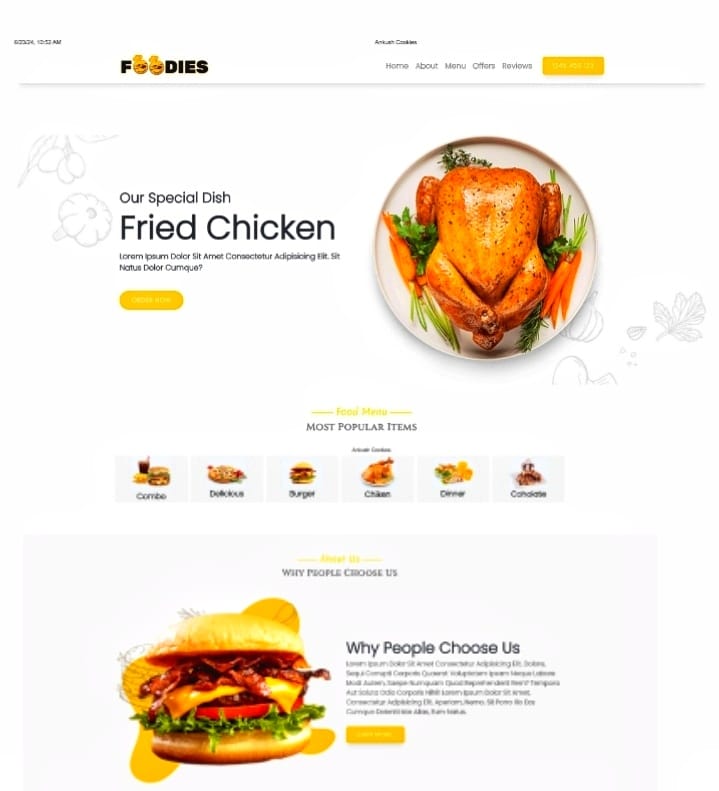 6/23/24, 10:52 AM
Ankush Cookies
FOODIES
Home About Menu Offers Reviews
Our Special Dish
Fried Chicken
Lorem Ipsum Dolor Sit Amet Consectetur Adipisicing Elit. Sit
Natus Dolor Cumque?
ORDER NOW
Food Menu
MOST POPULAR ITEMS
Ankush Cookies
Combo Delicious Burger Chiken Dinner Coholate
About Us
WHY PEOPLE CHOOSE US
Why People Choose Us
Lorem Ipsum Dolor Sit Amet Consectetur Adipisicing Elit. Dolore,
Sequi Corrupti Corporis Quaerat Voluptatem Ipsam Neque Labore
Modi Autem, Saepe Numquam Quod Reprehenderit Rem? Tempora
Aut Soluta Odio Corporis Nihil! Lorem Ipsum Dolor Sit Amet,
Consectetur Adipisicing Elit. Aperiam, Nemo. Sit Porro Illo Eos
Cumque Deleniti Iste Alias, Eum Natus.